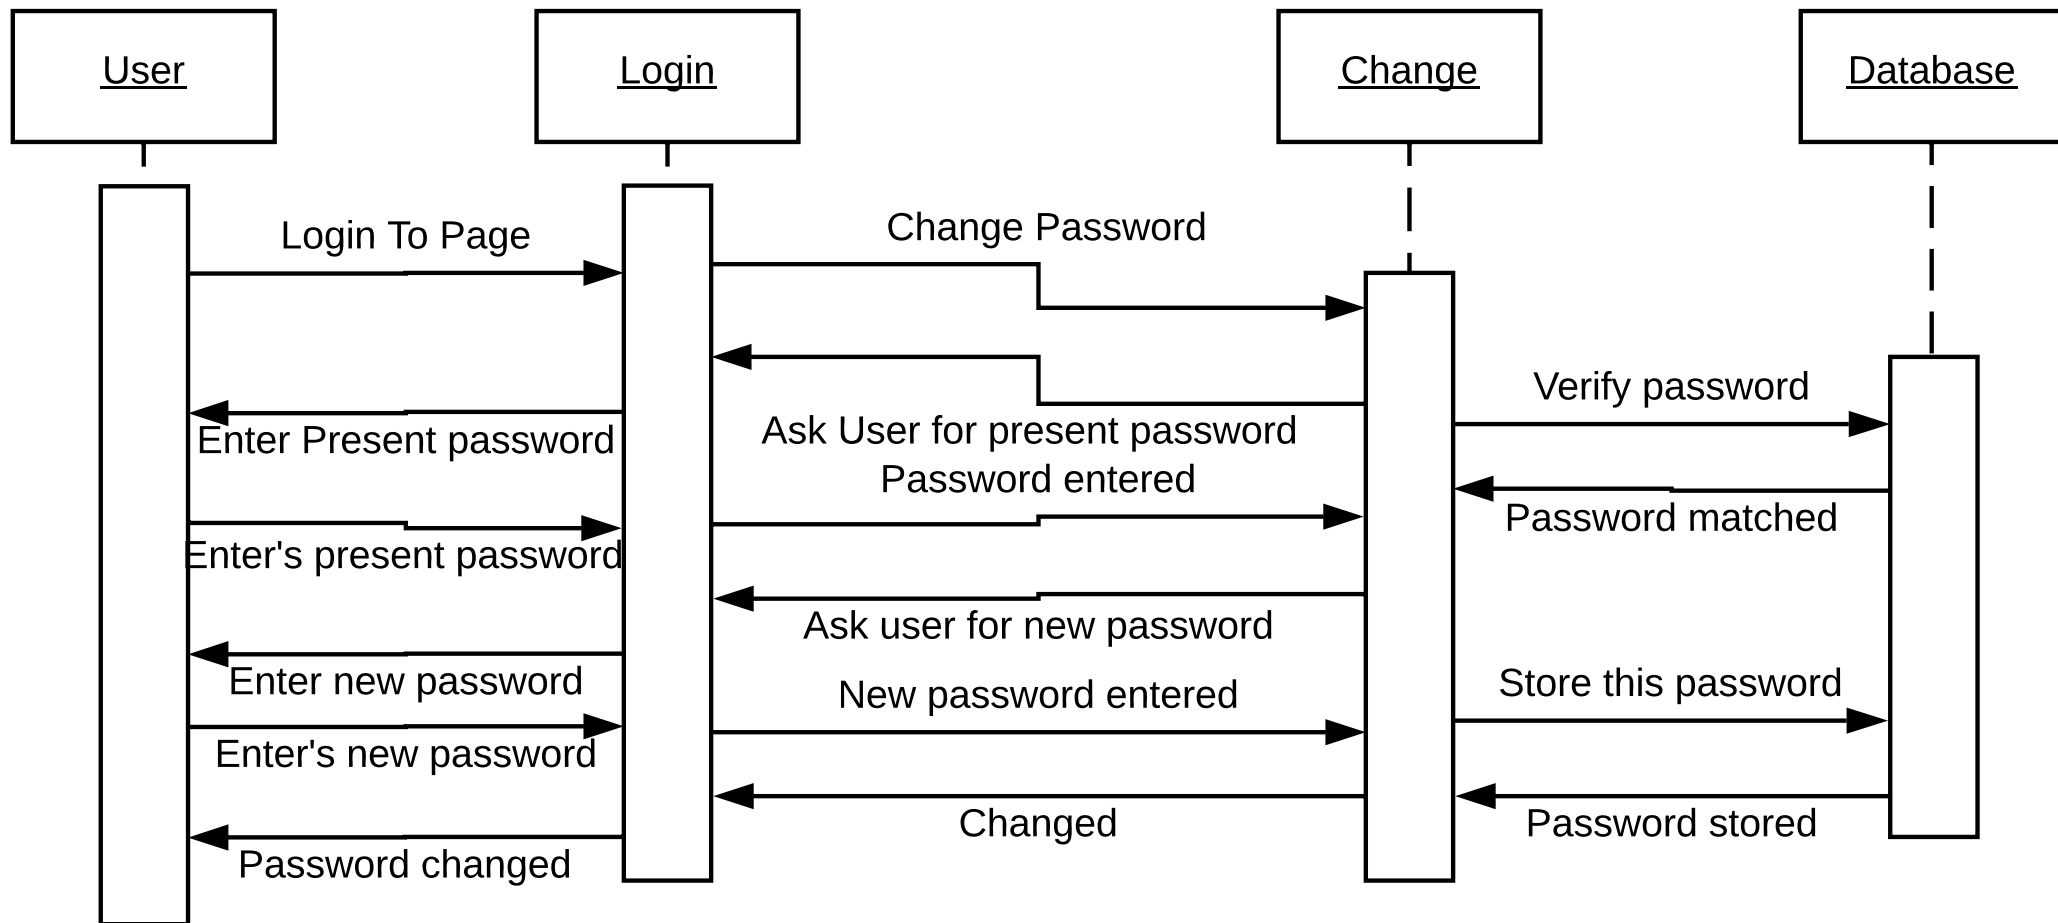 User
Login
Change
Database
Login To Page
Change Password
Verify password
Enter Present password
Ask User for present password
Password entered
Password matched
Enter's present password
Ask user for new password
Enter new password
New password entered
Store this password
Enter's new password
Changed
Password stored
Password changed